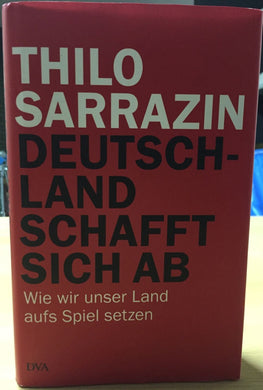 THILO
SARRAZIN
DEUTSCH-
LAND
SCHAFFT
SICH AB
Wie wir unser Land
aufs Spiel setzen
DVA